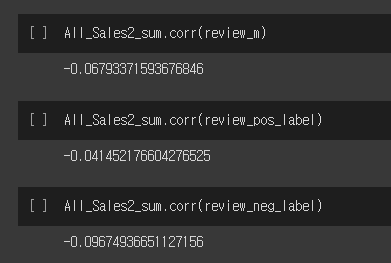 [ ] All_Sales2_sum.corr(review_m)
-0.06793371593676846
[ ] All_Sales2_sum.corr(review_pos_label)
-0.041452176604276525
[ ] All_Sales2_sum.corr(review_neg_label)
-0.09674936651127156